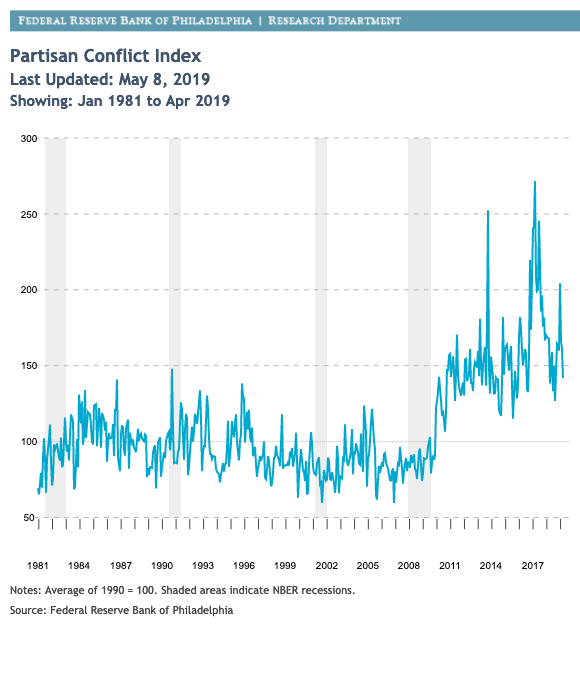 FEDERAL RESERVE BANK OF PHILADELPHIA | RESEARCH DEPARTMENT
Partisan Conflict Index
Last Updated: May 8, 2019
Showing: Jan 1981 to Apr 2019
300
250
200
150
100
50
1981 1984 1987 1990 1993 1996 1999 2002 2005 2008 2011 2014 2017
Notes: Average of 1990 = 100. Shaded areas indicate NBER recessions.
Source: Federal Reserve Bank of Philadelphia